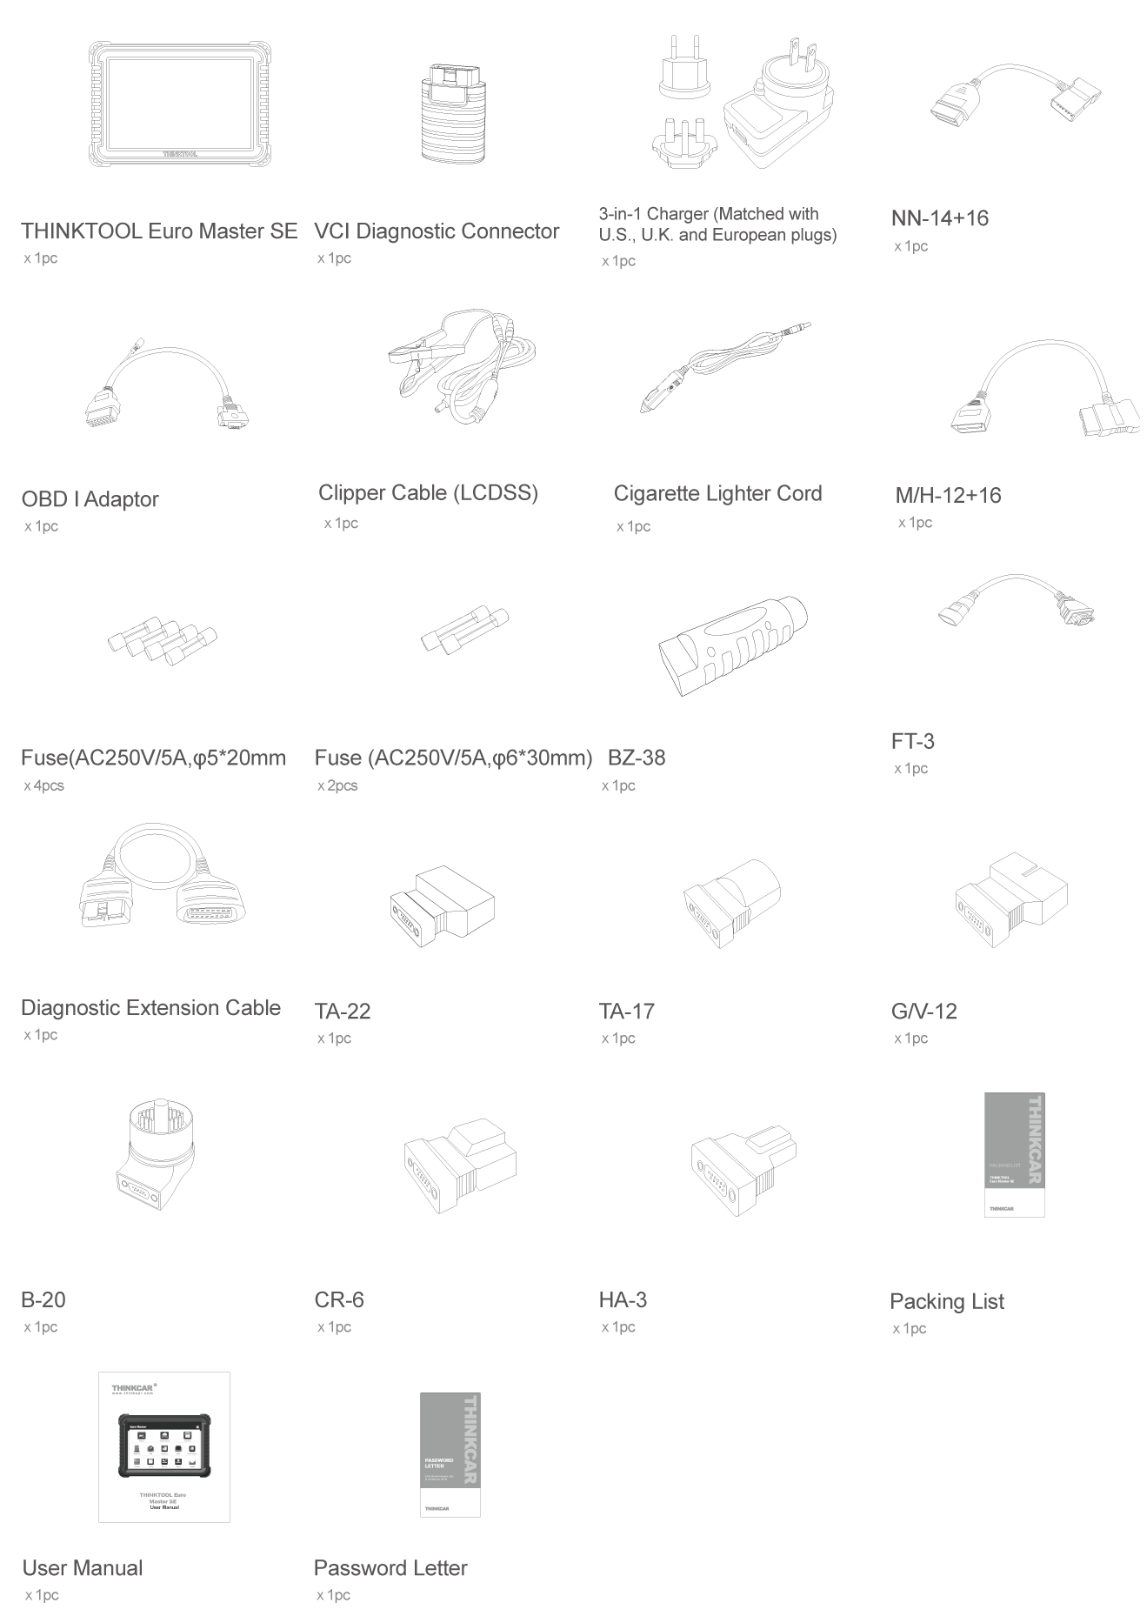 THINKTOOL
THINKTOOL Euro Master SE
x 1pc
VCI Diagnostic Connector
x 1pc
3-in-1 Charger (Matched with
U.S., U.K. and European plugs)
x 1pc
NN-14+16
x 1pc
OBD I Adaptor
x 1pc
Clipper Cable (LCDSS)
x 1pc
Cigarette Lighter Cord
x 1pc
M/H-12+16
x 1pc
Fuse(AC250V/5A,φ5*20mm
x 4pcs
Fuse (AC250V/5A,φ6*30mm)
x 2pcs
BZ-38
x 1pc
FT-3
x 1pc
Diagnostic Extension Cable
x 1pc
TA-22
x 1pc
TA-17
x 1pc
G/V-12
x 1pc
B-20
x 1pc
CR-6
x 1pc
HA-3
x 1pc
THINKCAR
PACKING LIST
THINKTOOL
Euro Master SE
THINKCAR
Packing List
x 1pc
THINKCAR®
Euro Master
THINKTOOL Euro
Master SE
User Manual
User Manual
x 1pc
THINKCAR
PASSWORD
LETTER
THINKCAR
Password Letter
x 1pc